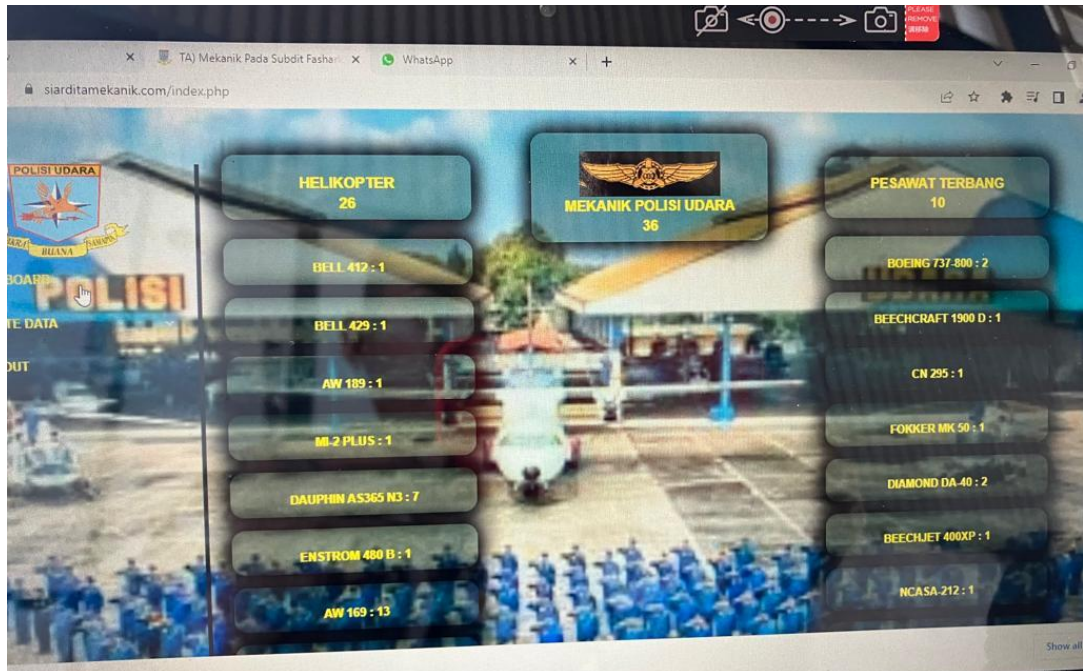 PLEASE
REMOVE
TA) Mekanik Pada Subdit Fashar
WhatsApp
siarditamekanik.com/index.php
POLISI UDARA
BUANA
BOARD
TE DATA
OUT
POLISI
HELIKOPTER
26
BELL 412 : 1
BELL 429 : 1
AW 189 : 1
MI-2 PLUS : 1
DAUPHIN AS365 N3 : 7
ENSTROM 480 B : 1
AW 169 : 13
MEKANIK POLISI UDARA
36
PESAWAT TERBANG
10
BOEING 737-800 : 2
BEECHCRAFT 1900 D : 1
CN 295 : 1
FOKKER MK 50 : 1
DIAMOND DA-40 : 2
BEECHJET 400XP : 1
NCASA-212 : 1
Show all